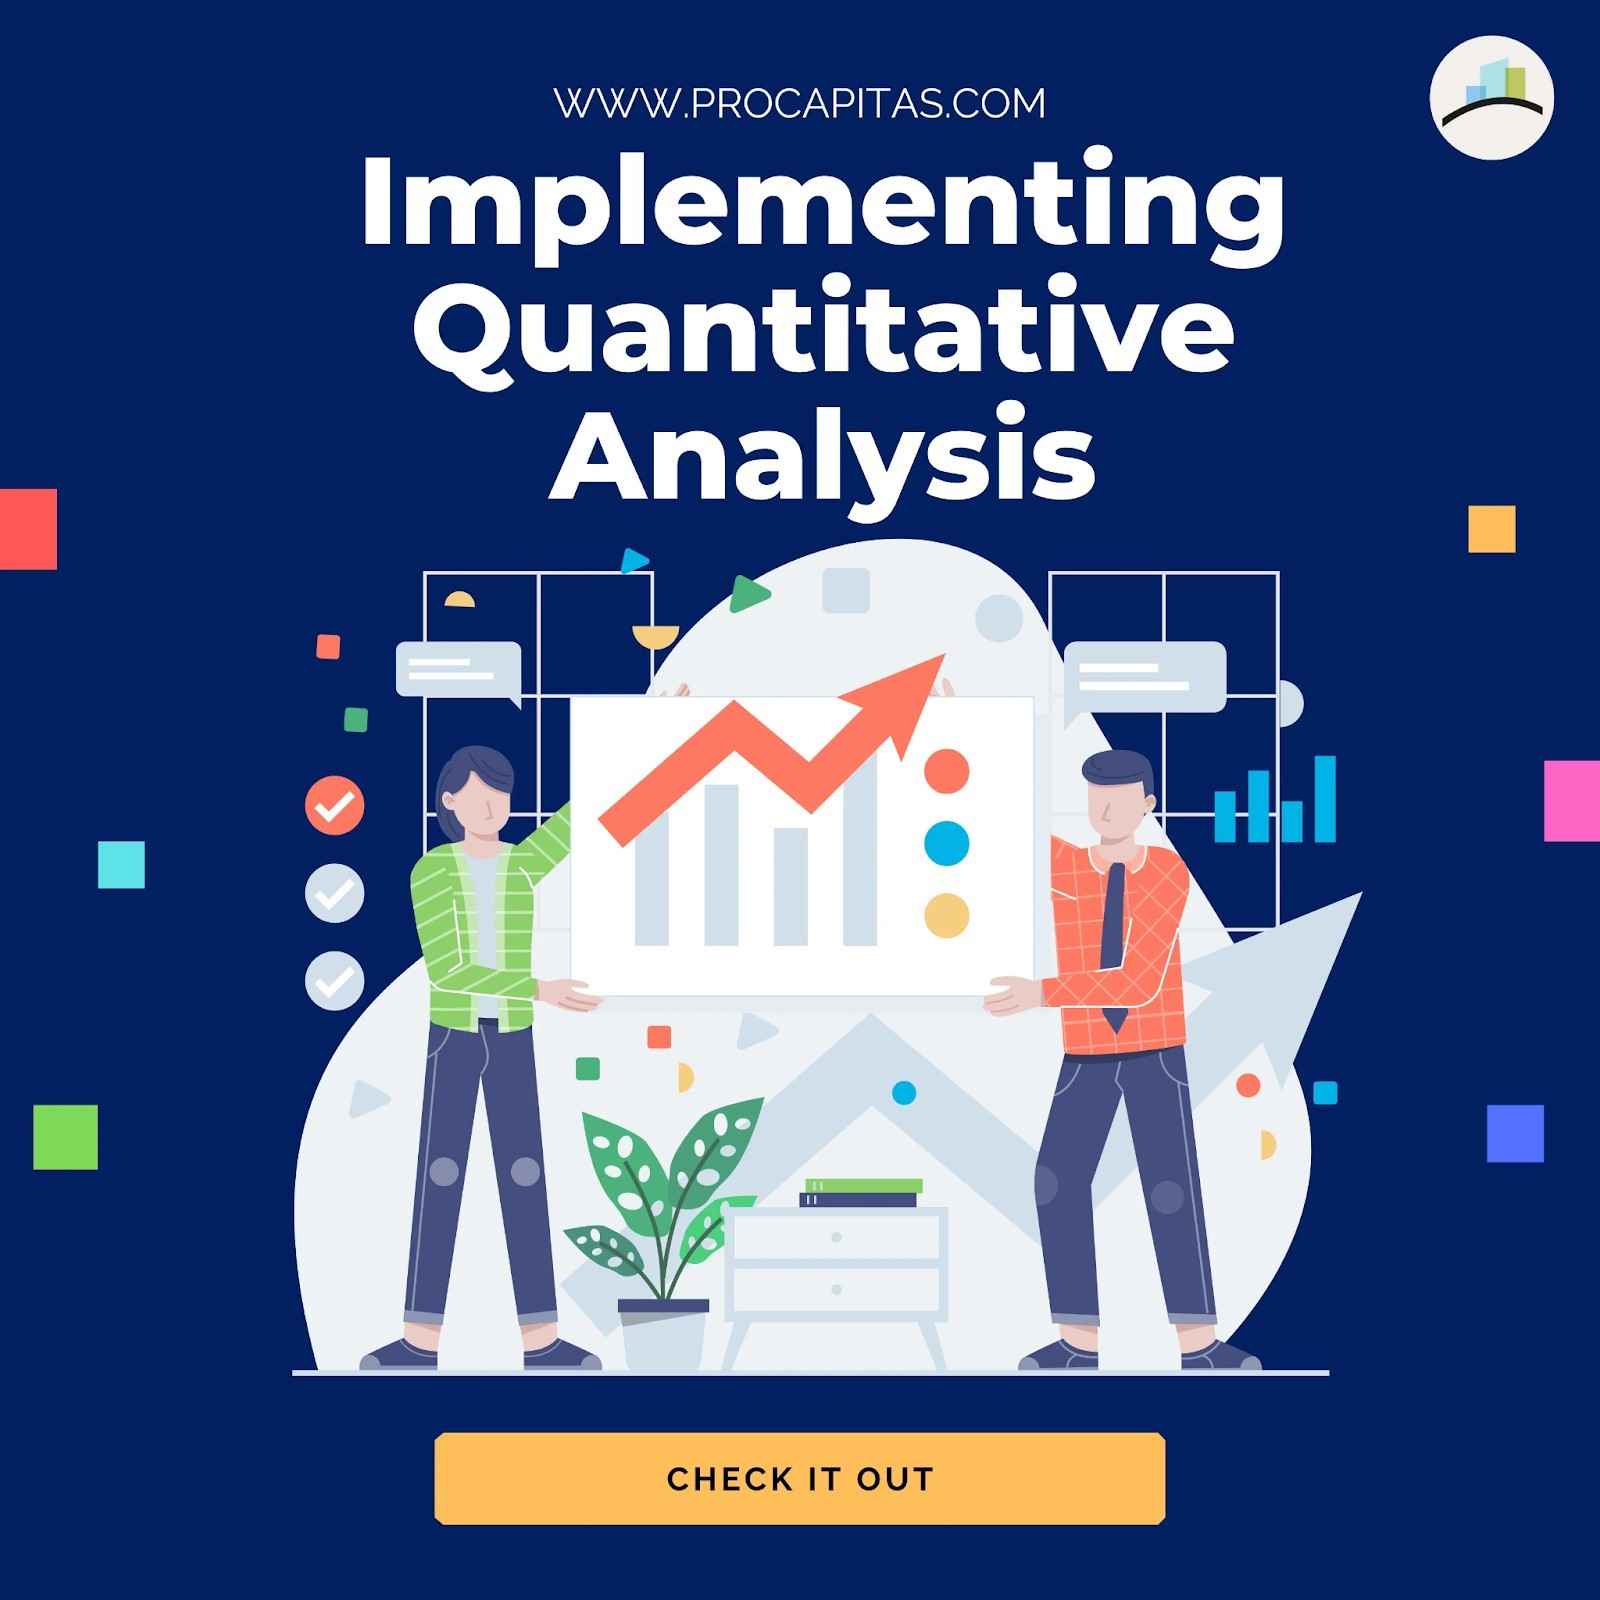 WWW.PROCAPITAS.COM
Implementing
Quantitative
Analysis
CHECK IT OUT